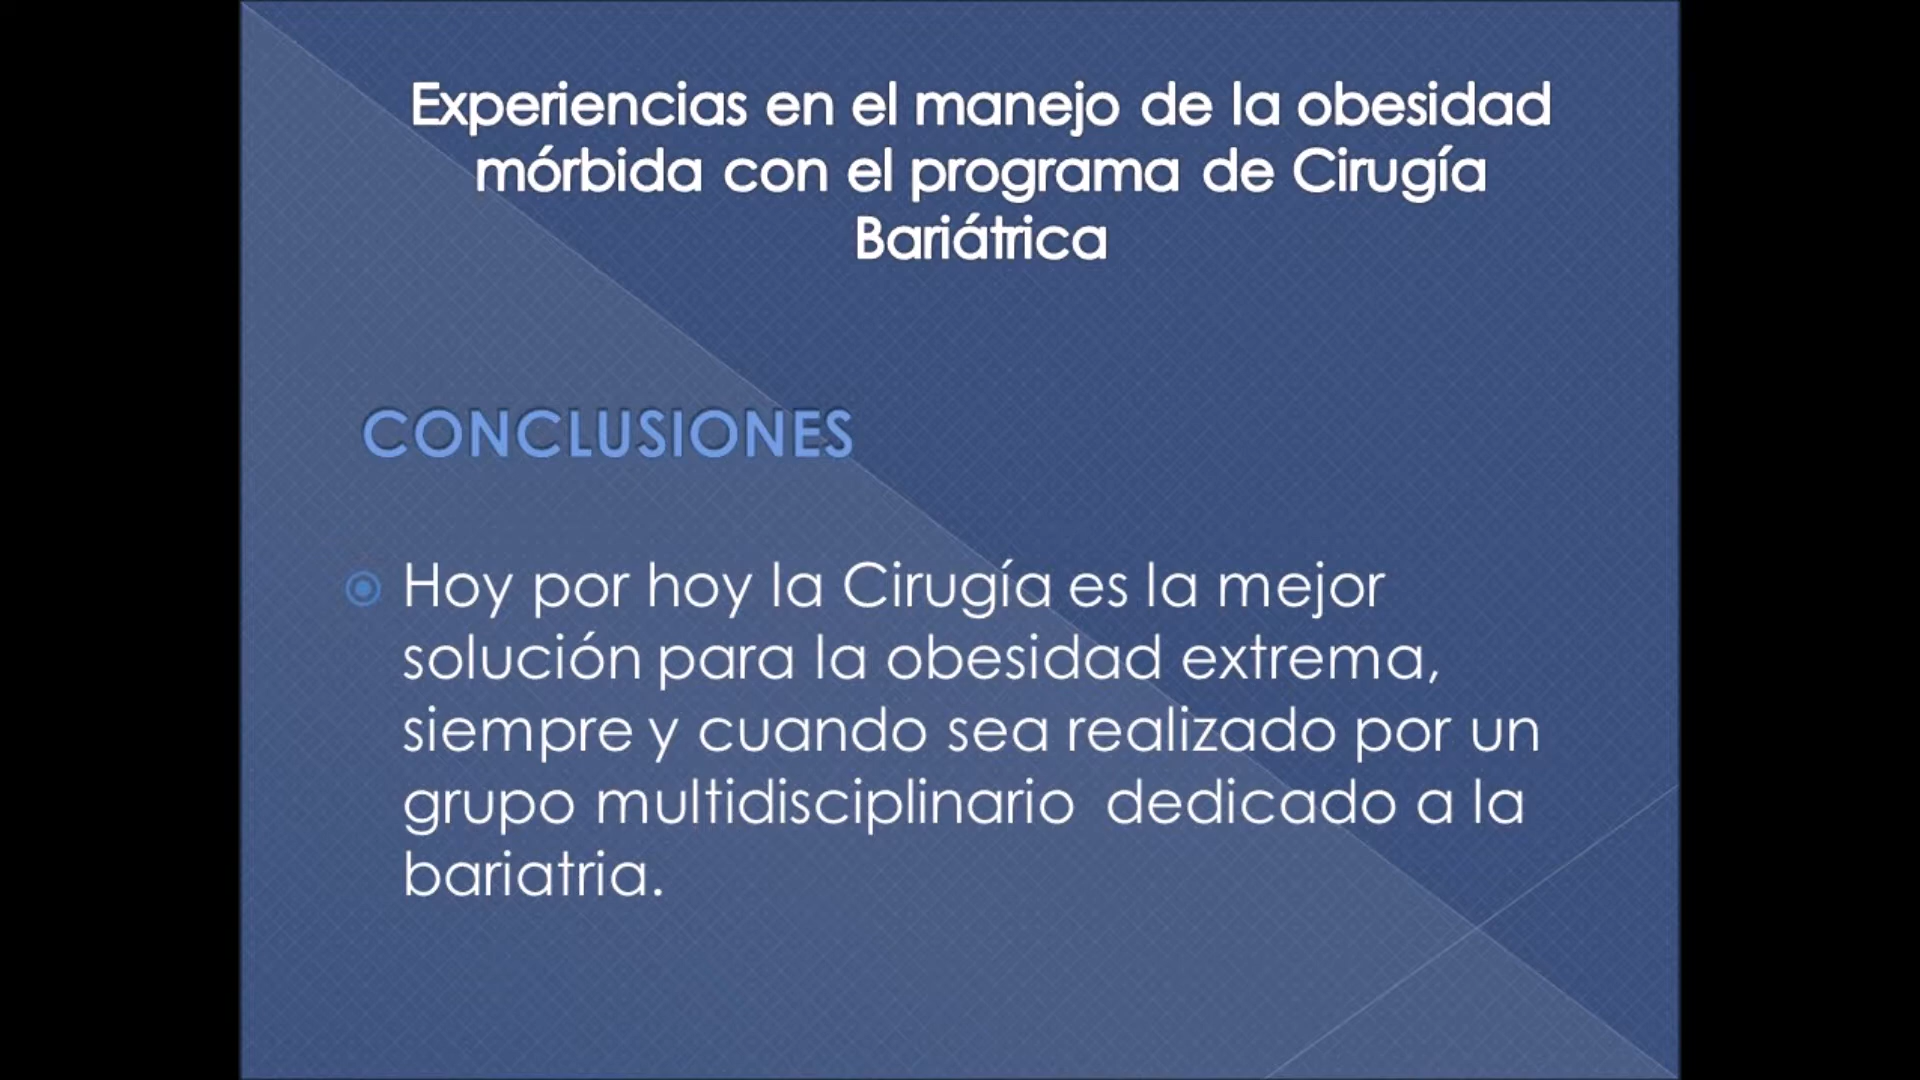 Experiencias en el manejo de la obesidad
mórbida con el programa de Cirugía
Bariátrica
CONCLUSIONES
Hoy por hoy la Cirugía es la mejor
solución para la obesidad extrema,
siempre y cuando sea realizado por un
grupo multidisciplinario dedicado a la
bariatria.